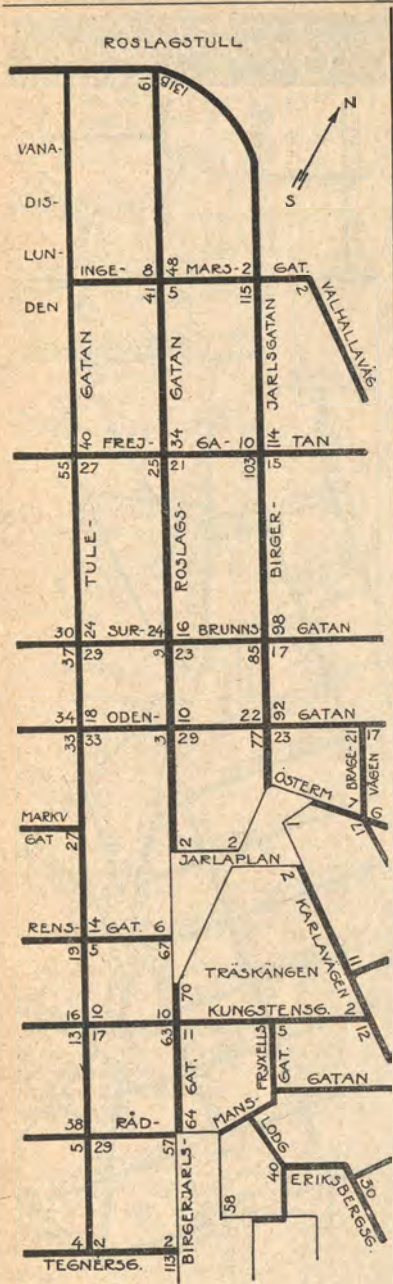 ROSLAGSTULL
61
131B
N
S
VANA-
DIS-
LUN-
DEN
INGE- 8 48 MARS- 2 GAT.
41 5 115 2
VALHALLAVÄG
GATAN
GATAN
JARLSGATAN
40 FREJ- 34 GA- 10 114 TAN
55 27 25 21 103 15
TULE-
ROSLAGS-
BIRGER-
30 24 SUR- 24 16 BRUNNS- 98 GATAN
37 29 9 23 85 17
34 18 ODEN- 10 22 92 GATAN 21 17
33 33 3 29 77 23
BRAGE-
VÄGEN
ÖSTERM
7 6
17
1
MARKV
GAT 27
2 2
JARLAPLAN
2
KARLAVÄGEN
RENS- 14 GAT. 6
19 5 67
TRÄSKÄNGEN
11
70
16 10 10 KUNGSTENSG. 2
13 17 63 11 5 12
GAT.
FRYXELLS
GAT.
GATAN
38 RÅD- 64 MANS-
5 29 57
LODG
40
ERIKS
BERGSG.
30
58
BIRGERJARLS-
4 2 2
TEGNERSG. 113